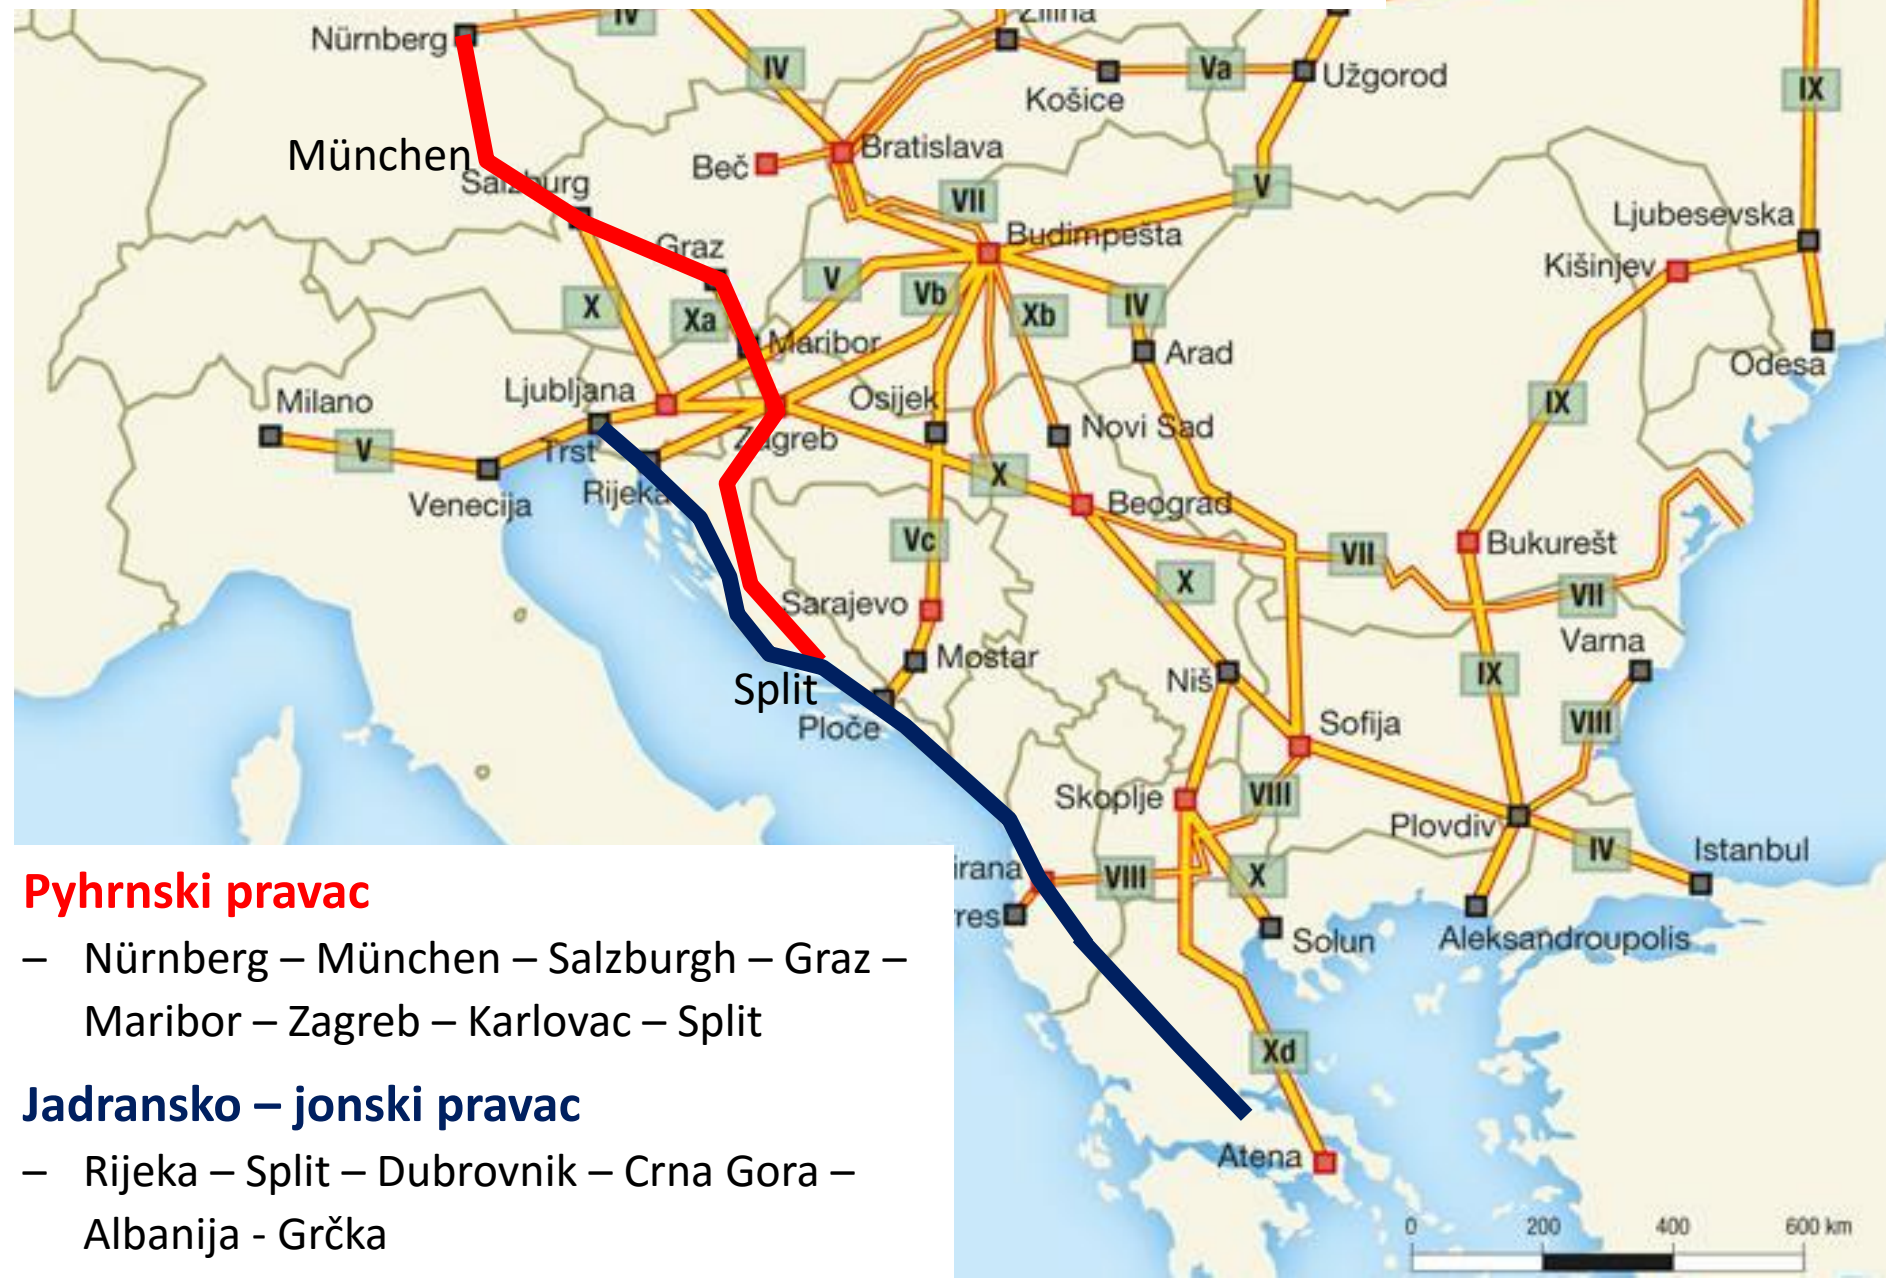 IV
Žilina
Nürnberg
IV
Va
Užgorod
Košice
IX
München
Salzburg
Beč
Bratislava
VII
V
Ljubesevska
Graz
Budimpešta
Kišinjev
V
Vb
X
Xa
Xb
IV
Maribor
Arad
Odesa
Milano
Ljubljana
Osijek
IX
V
Trst
Zagreb
Novi Sad
Venecija
Rijeka
X
Beograd
Vc
VII
Bukurešt
X
VII
Sarajevo
Varna
Mostar
Niš
IX
Split
Ploče
Sofija
VIII
Skoplje
VIII
Plovdiv
IV
Istanbul
irana
VIII
X
res
Solun
Aleksandroupolis
Xd
Atena
0 200 400 600 km
Pyhrnski pravac
– Nürnberg – München – Salzburgh – Graz –
Maribor – Zagreb – Karlovac – Split
Jadransko – jonski pravac
– Rijeka – Split – Dubrovnik – Crna Gora –
Albanija - Grčka